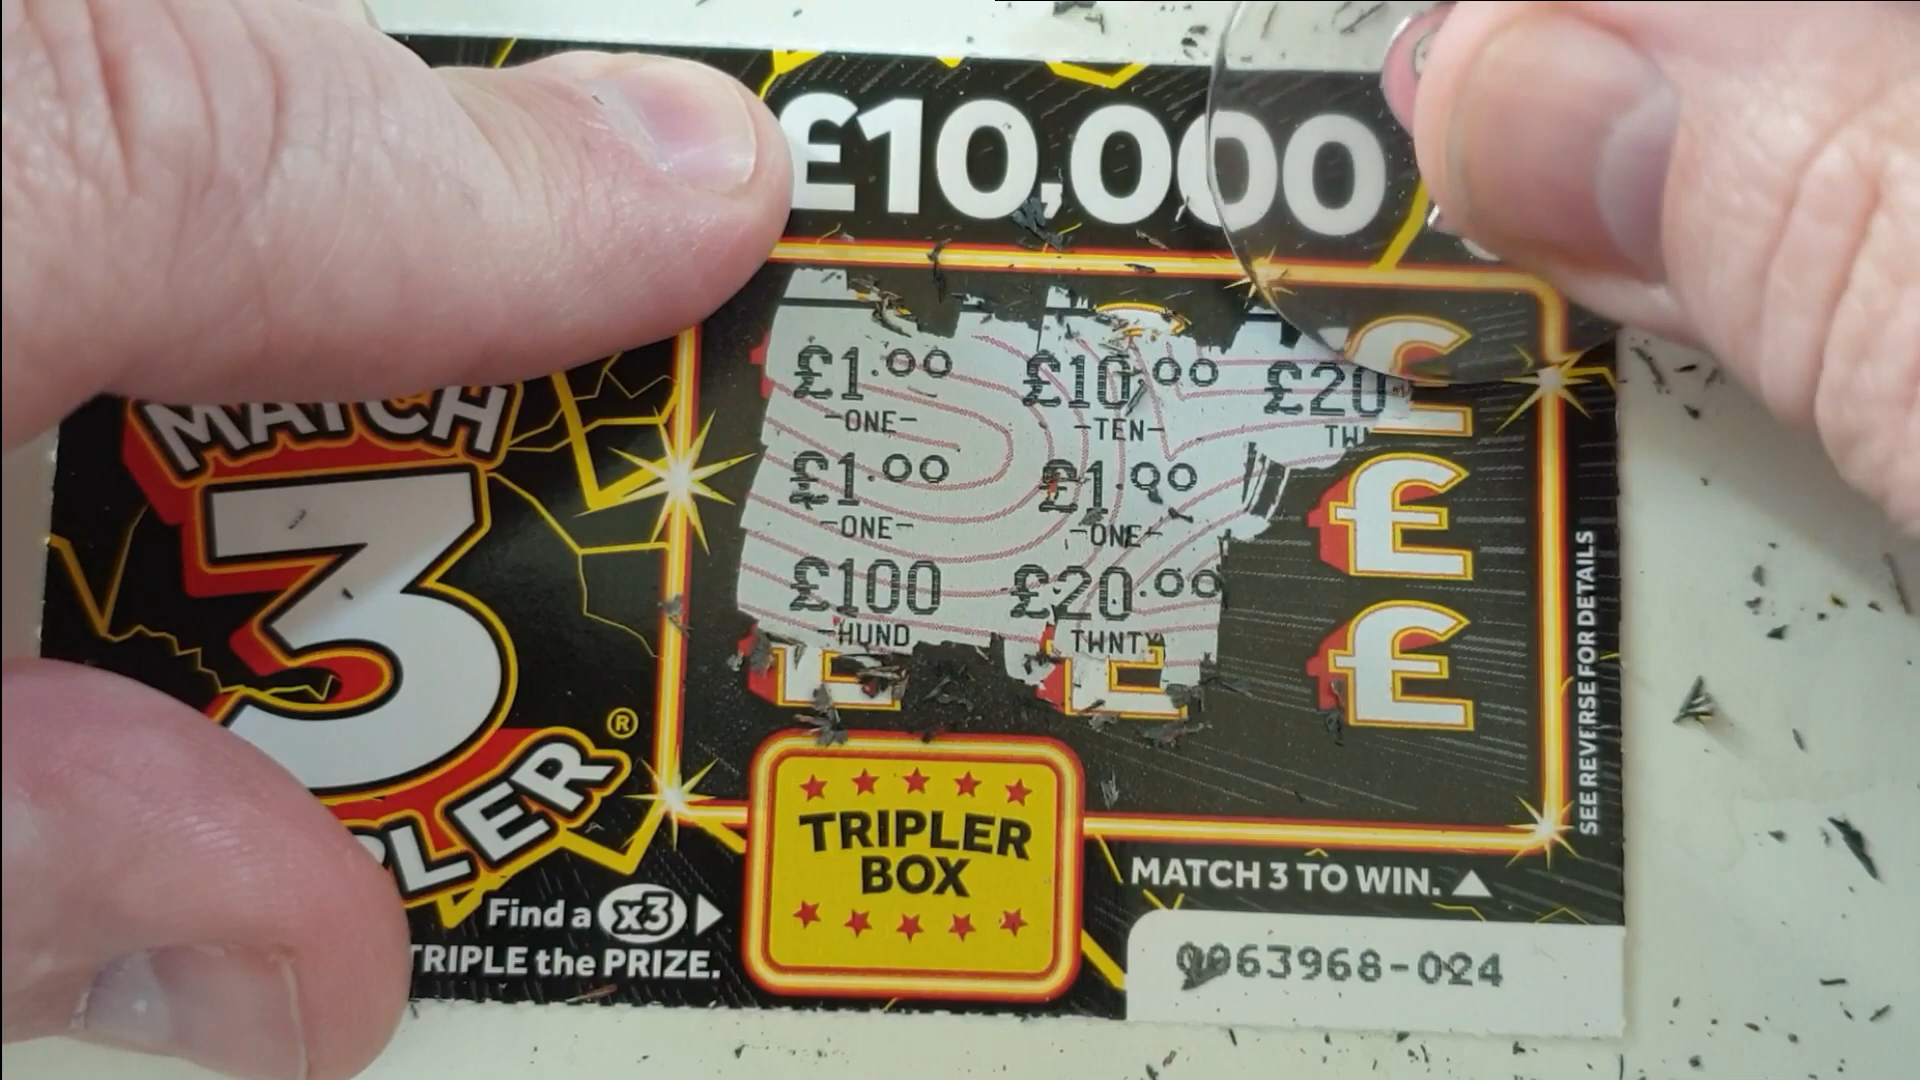 £10,000
£1.00 £10.00 £20
-ONE- -TEN-
£1.00 £1.00
-ONE- -ONE-
£100 £20.00
-HUND TWNTY
£
£
£
MATCH
3
®
TRIPLER
BOX
Find a x3
TRIPLE the PRIZE.
MATCH 3 TO WIN.
0063968-024
SEE REVERSE FOR DETAILS